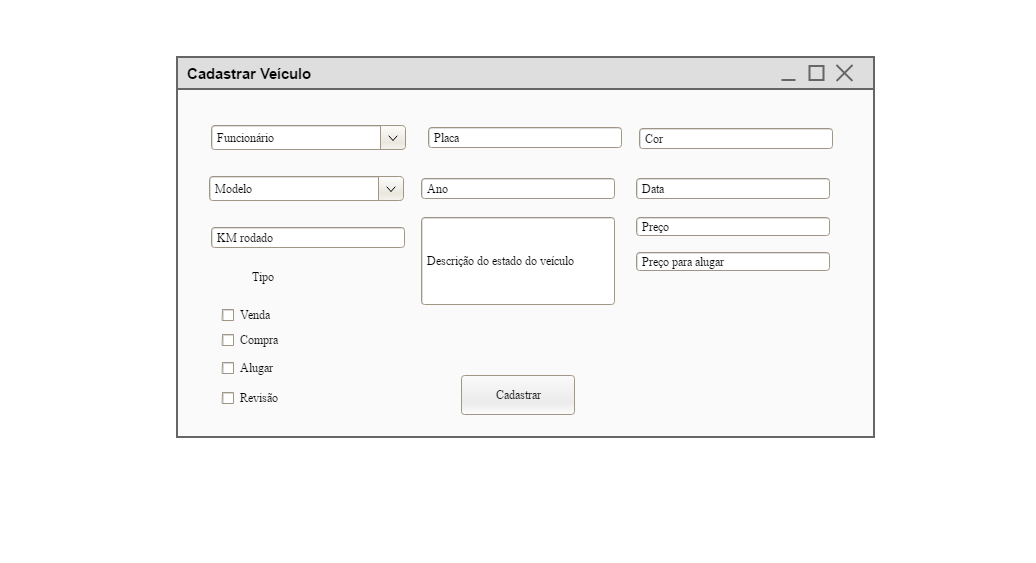 Cadastrar Veículo
Funcionário
Placa
Cor
Modelo
Ano
Data
KM rodado
Descrição do estado do veículo
Preço
Preço para alugar
Tipo
Venda
Compra
Alugar
Revisão
Cadastrar